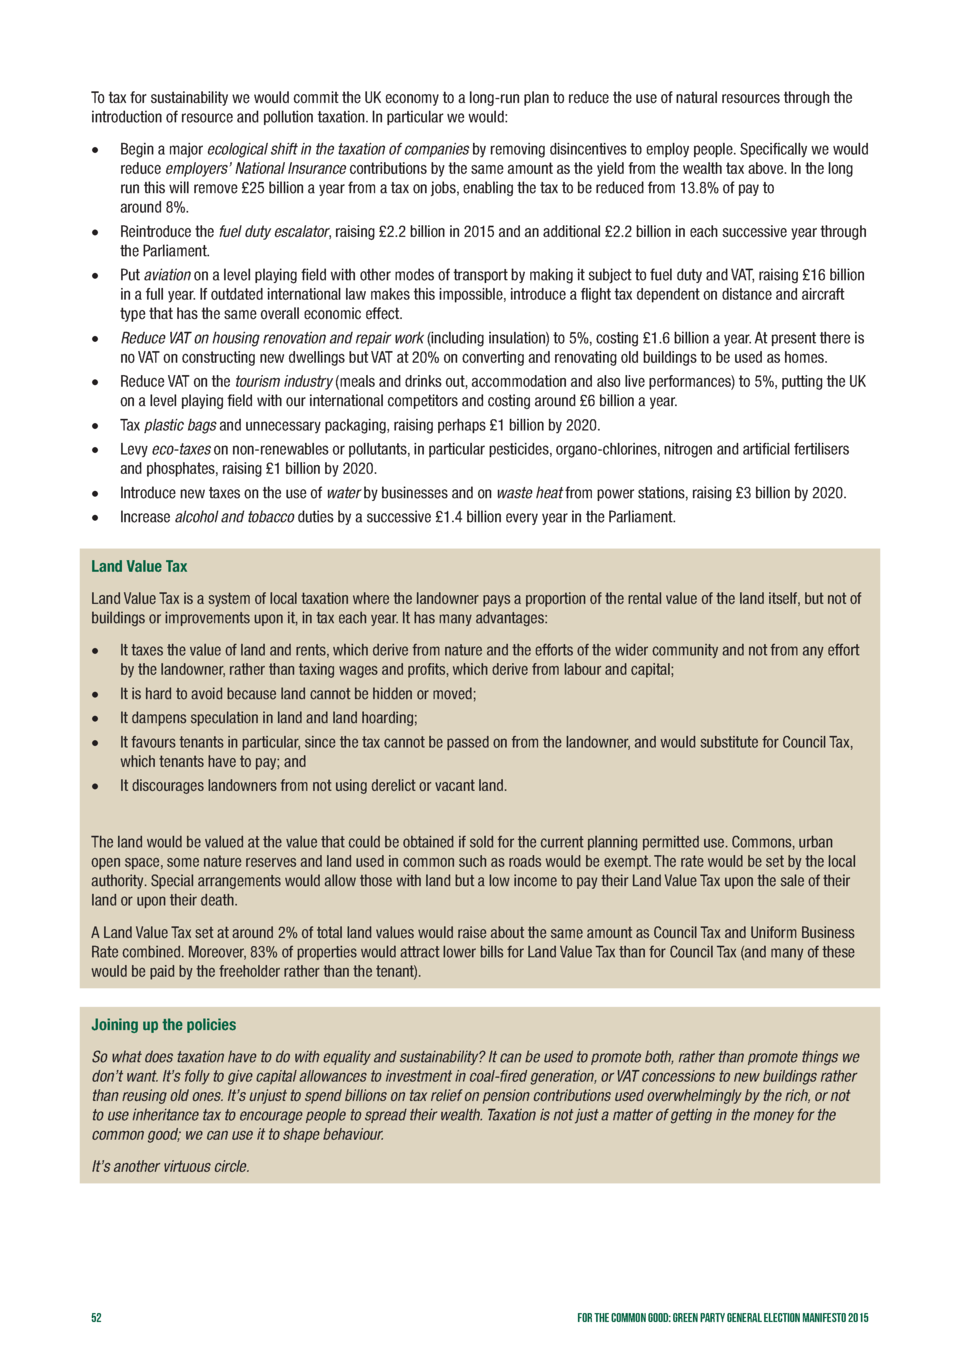 To tax for sustainability we would commit the UK economy to a long-run plan to reduce the use of natural resources through the
introduction of resource and pollution taxation. In particular we would:
• Begin a major ecological shift in the taxation of companies by removing disincentives to employ people. Specifically we would
reduce employers’ National Insurance contributions by the same amount as the yield from the wealth tax above. In the long
run this will remove £25 billion a year from a tax on jobs, enabling the tax to be reduced from 13.8% of pay to
around 8%.
• Reintroduce the fuel duty escalator, raising £2.2 billion in 2015 and an additional £2.2 billion in each successive year through
the Parliament.
• Put aviation on a level playing field with other modes of transport by making it subject to fuel duty and VAT, raising £16 billion
in a full year. If outdated international law makes this impossible, introduce a flight tax dependent on distance and aircraft
type that has the same overall economic effect.
• Reduce VAT on housing renovation and repair work (including insulation) to 5%, costing £1.6 billion a year. At present there is
no VAT on constructing new dwellings but VAT at 20% on converting and renovating old buildings to be used as homes.
• Reduce VAT on the tourism industry (meals and drinks out, accommodation and also live performances) to 5%, putting the UK
on a level playing field with our international competitors and costing around £6 billion a year.
• Tax plastic bags and unnecessary packaging, raising perhaps £1 billion by 2020.
• Levy eco-taxes on non-renewables or pollutants, in particular pesticides, organo-chlorines, nitrogen and artificial fertilisers
and phosphates, raising £1 billion by 2020.
• Introduce new taxes on the use of water by businesses and on waste heat from power stations, raising £3 billion by 2020.
• Increase alcohol and tobacco duties by a successive £1.4 billion every year in the Parliament.
Land Value Tax
Land Value Tax is a system of local taxation where the landowner pays a proportion of the rental value of the land itself, but not of
buildings or improvements upon it, in tax each year. It has many advantages:
• It taxes the value of land and rents, which derive from nature and the efforts of the wider community and not from any effort
by the landowner, rather than taxing wages and profits, which derive from labour and capital;
• It is hard to avoid because land cannot be hidden or moved;
• It dampens speculation in land and land hoarding;
• It favours tenants in particular, since the tax cannot be passed on from the landowner, and would substitute for Council Tax,
which tenants have to pay; and
• It discourages landowners from not using derelict or vacant land.
The land would be valued at the value that could be obtained if sold for the current planning permitted use. Commons, urban
open space, some nature reserves and land used in common such as roads would be exempt. The rate would be set by the local
authority. Special arrangements would allow those with land but a low income to pay their Land Value Tax upon the sale of their
land or upon their death.
A Land Value Tax set at around 2% of total land values would raise about the same amount as Council Tax and Uniform Business
Rate combined. Moreover, 83% of properties would attract lower bills for Land Value Tax than for Council Tax (and many of these
would be paid by the freeholder rather than the tenant).
Joining up the policies
So what does taxation have to do with equality and sustainability? It can be used to promote both, rather than promote things we
don’t want. It’s folly to give capital allowances to investment in coal-fired generation, or VAT concessions to new buildings rather
than reusing old ones. It’s unjust to spend billions on tax relief on pension contributions used overwhelmingly by the rich, or not
to use inheritance tax to encourage people to spread their wealth. Taxation is not just a matter of getting in the money for the
common good; we can use it to shape behaviour.
It’s another virtuous circle.
52
FOR THE COMMON GOOD: GREEN PARTY GENERAL ELECTION MANIFESTO 2015